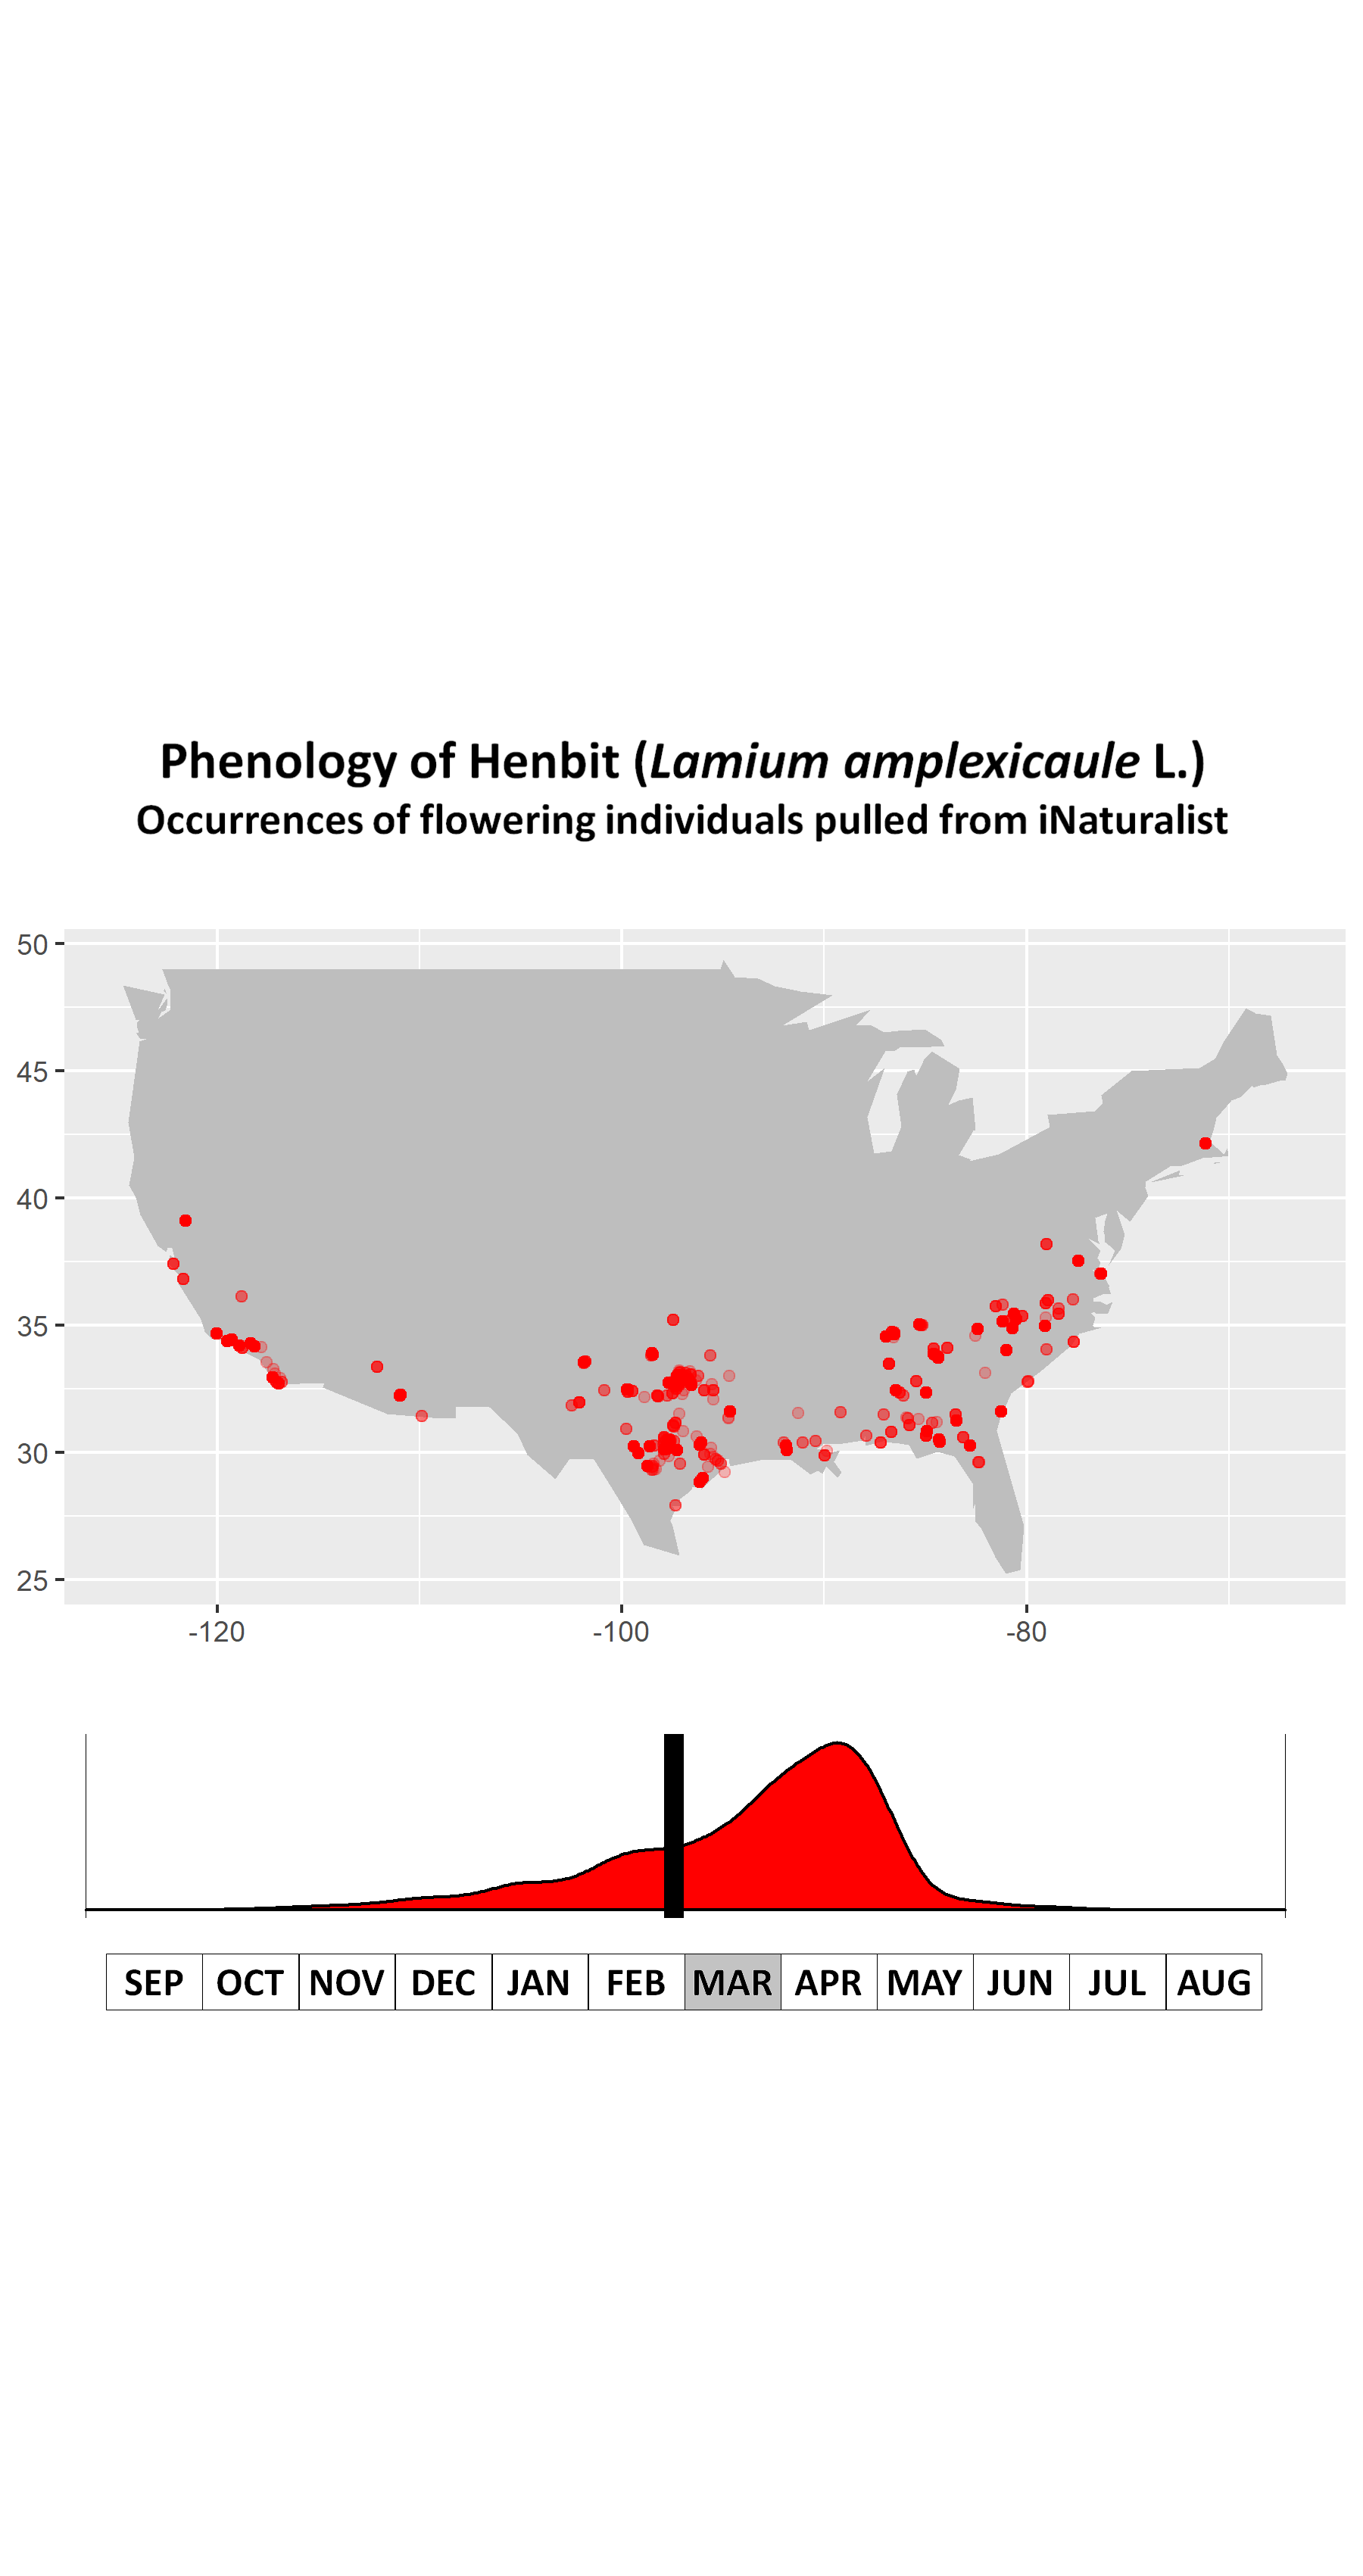 Phenology of Henbit (Lamium amplexicaule L.)
Occurrences of flowering individuals pulled from iNaturalist
50
45
40
35
30
25
-120 -100 -80
SEP OCT NOV DEC JAN FEB MAR APR MAY JUN JUL AUG